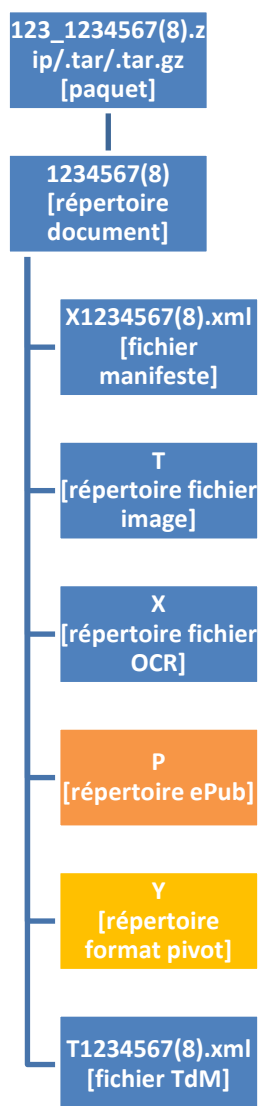 123_1234567(8).z
ip/.tar/.tar.gz
[paquet]
1234567(8)
[répertoire
document]
X1234567(8).xml
[fichier
manifeste]
T
[répertoire fichier
image]
X
[répertoire fichier
OCR]
P
[répertoire ePub]
Y
[répertoire
format pivot]
T1234567(8).xml
[fichier TdM]